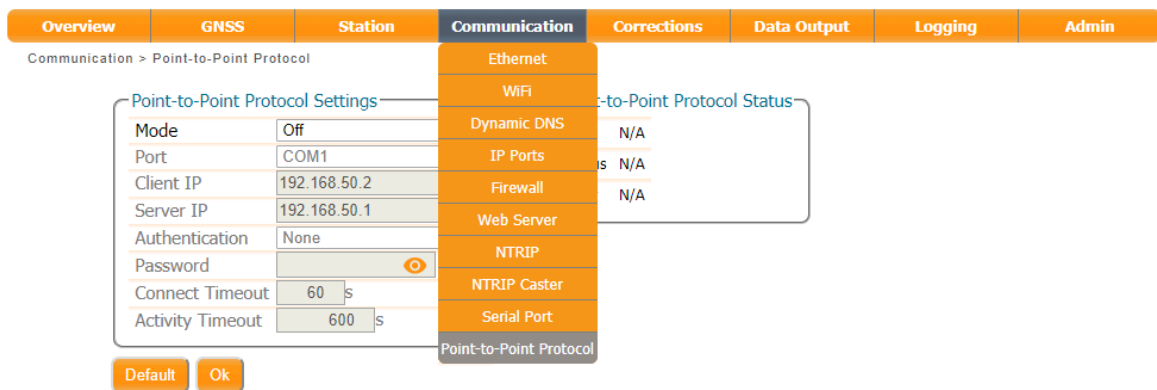 Overview GNSS Station Communication Corrections Data Output Logging Admin
Communication > Point-to-Point Protocol
Ethernet
WiFi
Dynamic DNS
IP Ports
Firewall
Web Server
NTRIP
NTRIP Caster
Serial Port
Point-to-Point Protocol
Point-to-Point Protocol Settings
Mode Off
Port COM1
Client IP 192.168.50.2
Server IP 192.168.50.1
Authentication None
Password
Connect Timeout 60 s
Activity Timeout 600 s
t-to-Point Protocol Status
N/A
us N/A
N/A
Default Ok